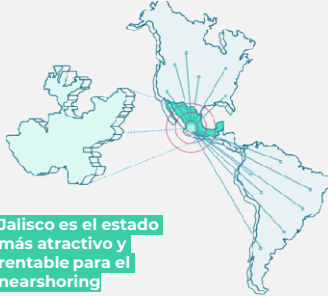 Jalisco es el estado
más atractivo y
rentable para el
nearshoring